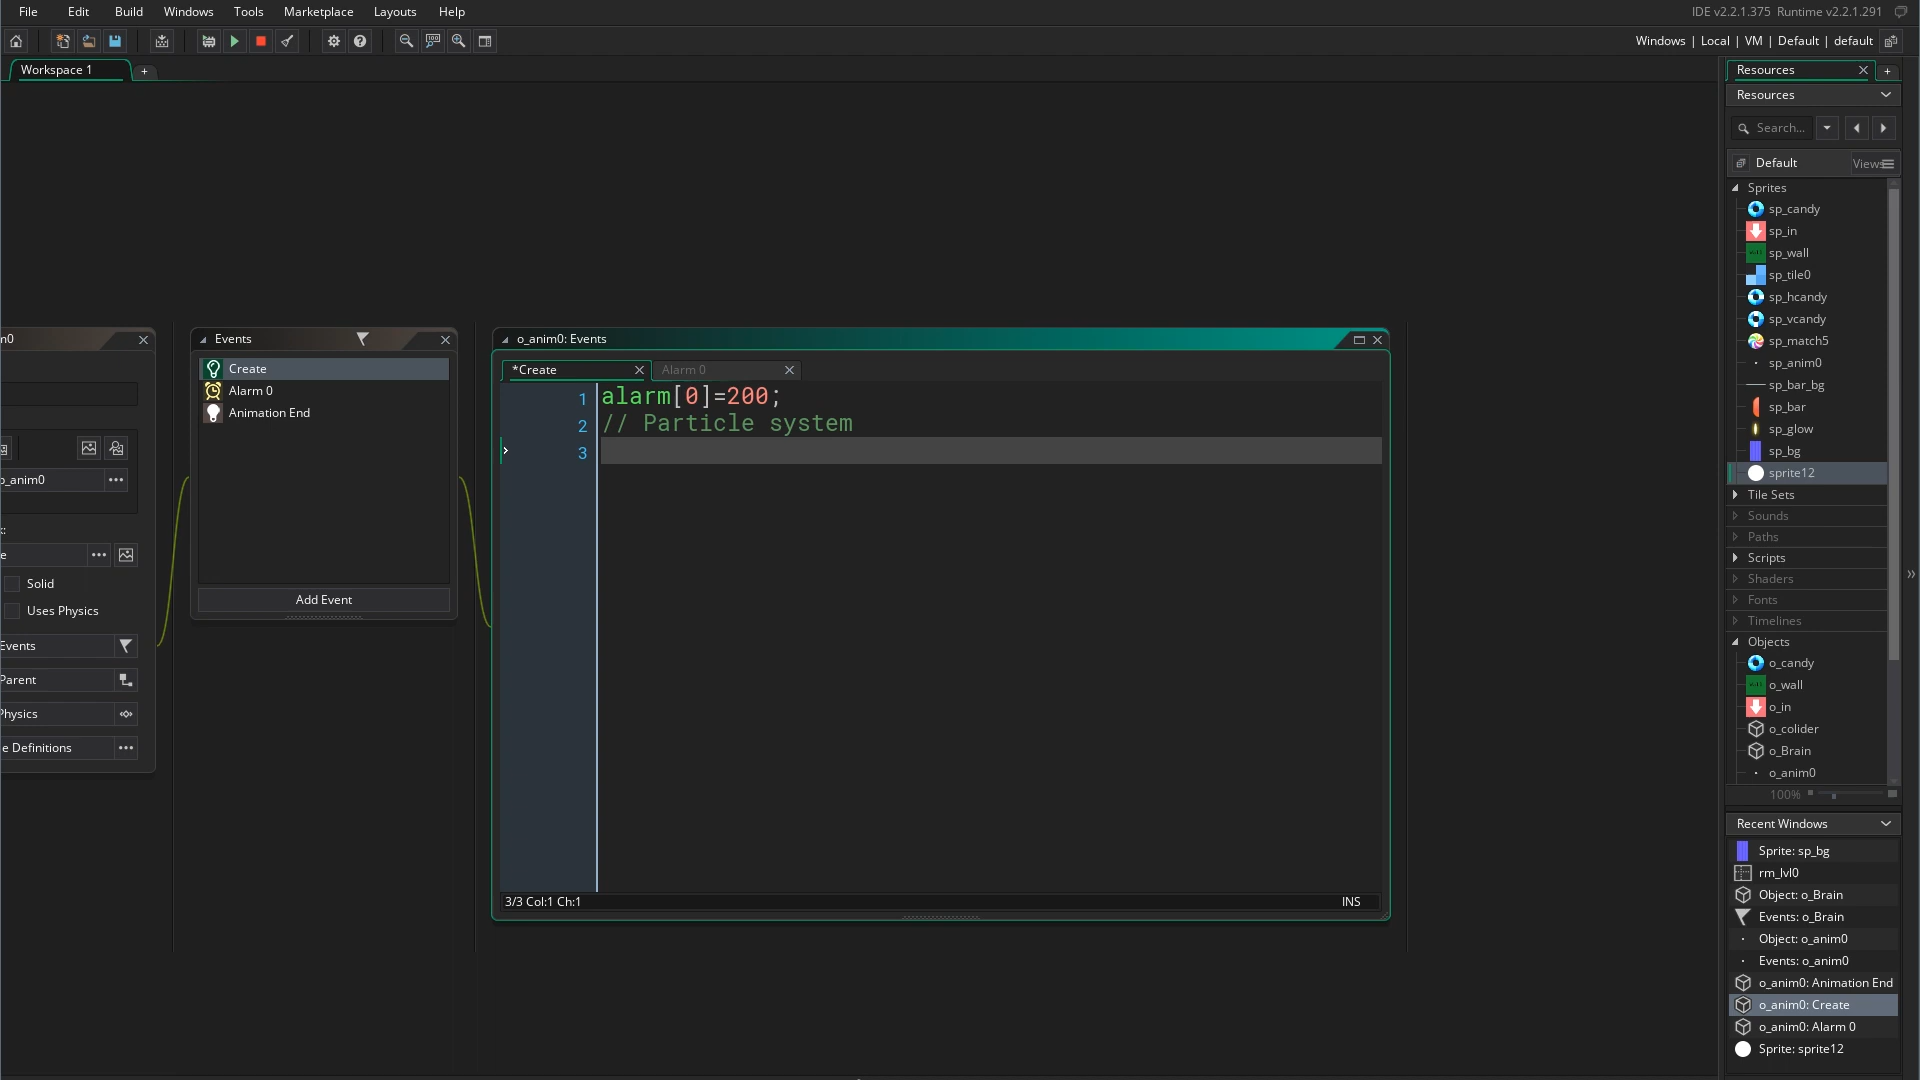 File Edit Build Windows Tools Marketplace Layouts Help
IDE v2.2.1.375 Runtime v2.2.1.291
Windows | Local | VM | Default | default
Workspace 1
+
Resources
+
Resources
Search...
Default
Views
Sprites
sp_candy
sp_in
sp_wall
sp_tile0
sp_hcandy
sp_vcandy
sp_match5
sp_anim0
sp_bar_bg
sp_bar
sp_glow
sp_bg
sprite12
Tile Sets
Sounds
Paths
Scripts
Shaders
Fonts
Timelines
Objects
o_candy
o_wall
o_in
o_colider
o_Brain
o_anim0
100%
Recent Windows
Sprite: sp_bg
rm_lvl0
Object: o_Brain
Events: o_Brain
Object: o_anim0
Events: o_anim0
o_anim0: Animation End
o_anim0: Create
o_anim0: Alarm 0
Sprite: sprite12
m0
p_anim0
Solid
Uses Physics
Events
Parent
Physics
e Definitions
Events
Create
Alarm 0
Animation End
Add Event
o_anim0: Events
*Create
Alarm 0
1 alarm[0]=200;
2 // Particle system
3
3/3 Col:1 Ch:1
INS